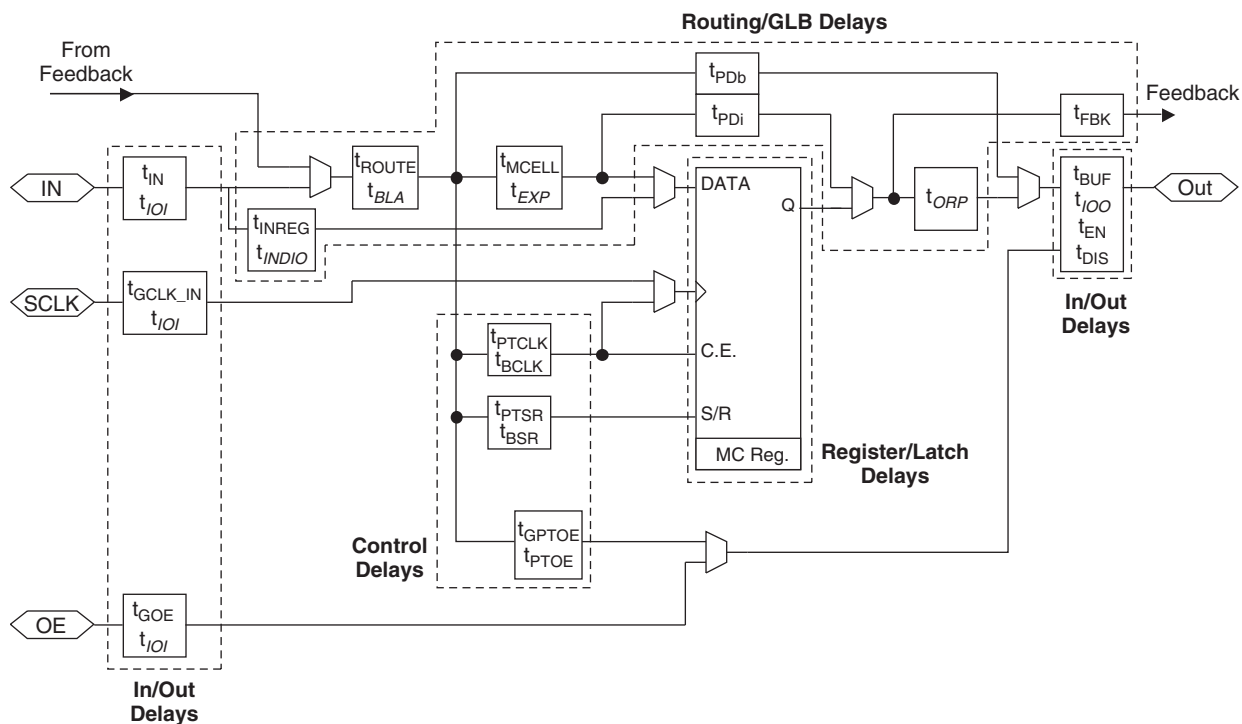 Routing/GLB Delays
From
Feedback
tPDb
tPDi
tFBK
Feedback
IN
tIN
tIOI
tROUTE
tBLA
tMCELL
tEXP
tINREG
tINDIO
DATA
Q
tORP
tBUF
tIOO
tEN
tDIS
Out
In/Out
Delays
SCLK
tGCLK_IN
tIOI
tPTCLK
tBCLK
C.E.
tPTSR
tBSR
S/R
MC Reg.
Register/Latch
Delays
Control
Delays
tGPTOE
tPTOE
OE
tGOE
tIOI
In/Out
Delays